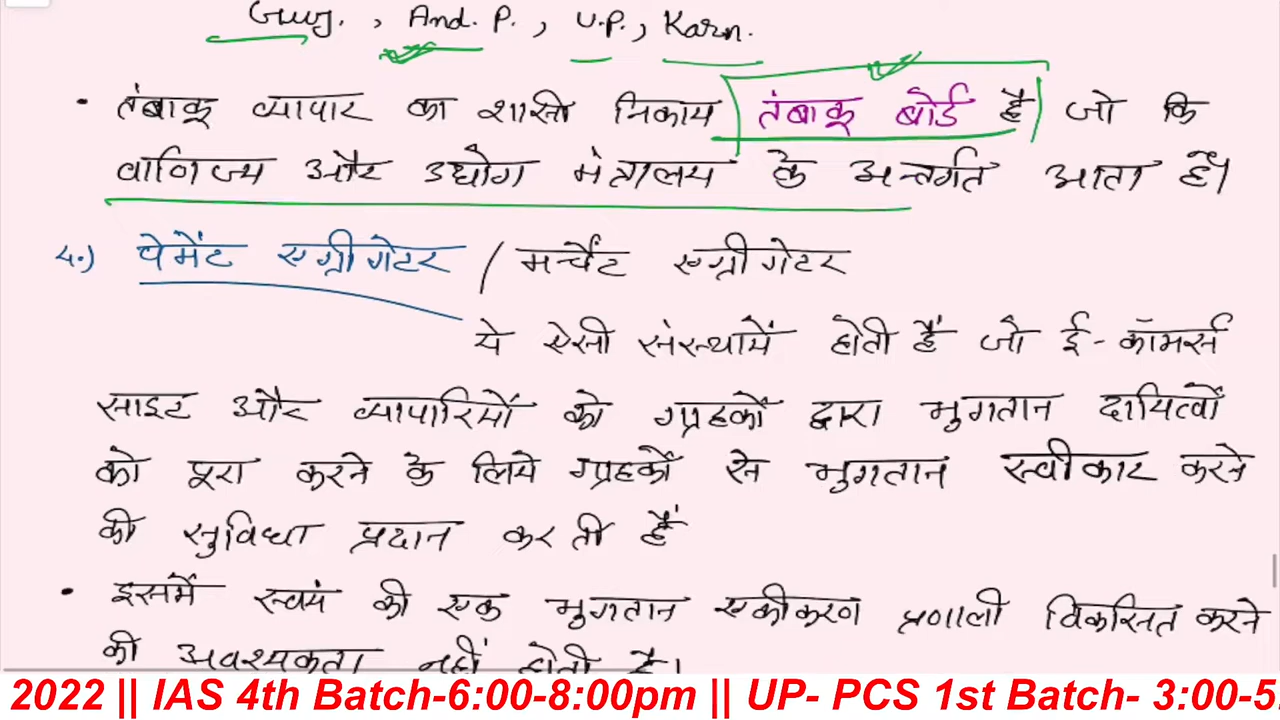 Guj., And. P., U.P., Karn.
• तंबाकू व्यापार का शासी निकाय तंबाकू बोर्ड है जो कि
वाणिज्य और उद्योग मंत्रालय के अन्तर्गत आता है।
4.) पेमेंट एग्रीगेटर / मर्चेंट एग्रीगेटर
ये ऐसी संस्थायें होती हैं जो ई-कॉमर्स
साइट और व्यापारियों को ग्राहकों द्वारा भुगतान दायित्वों
को पूरा करने के लिये ग्राहकों से भुगतान स्वीकार करने
की सुविधा प्रदान करती हैं
• इसमें स्वयं की एक भुगतान एकीकरण प्रणाली विकसित करने
की अवश्यकता नहीं होती है।
2022 || IAS 4th Batch-6:00-8:00pm || UP- PCS 1st Batch- 3:00-5: